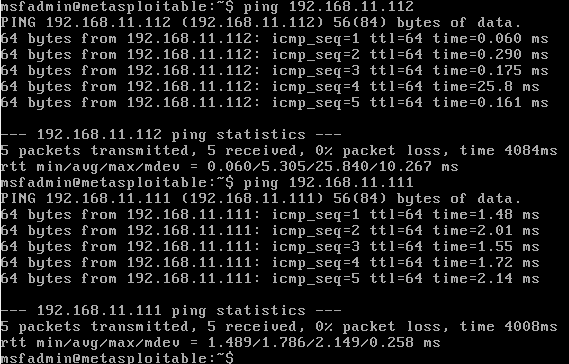 msfadmin@metasploitable:~$ ping 192.168.11.112
PING 192.168.11.112 (192.168.11.112) 56(84) bytes of data.
64 bytes from 192.168.11.112: icmp_seq=1 ttl=64 time=0.060 ms
64 bytes from 192.168.11.112: icmp_seq=2 ttl=64 time=0.290 ms
64 bytes from 192.168.11.112: icmp_seq=3 ttl=64 time=0.175 ms
64 bytes from 192.168.11.112: icmp_seq=4 ttl=64 time=25.8 ms
64 bytes from 192.168.11.112: icmp_seq=5 ttl=64 time=0.161 ms
--- 192.168.11.112 ping statistics ---
5 packets transmitted, 5 received, 0% packet loss, time 4084ms
rtt min/avg/max/mdev = 0.060/5.305/25.840/10.267 ms
msfadmin@metasploitable:~$ ping 192.168.11.111
PING 192.168.11.111 (192.168.11.111) 56(84) bytes of data.
64 bytes from 192.168.11.111: icmp_seq=1 ttl=64 time=1.48 ms
64 bytes from 192.168.11.111: icmp_seq=2 ttl=64 time=2.01 ms
64 bytes from 192.168.11.111: icmp_seq=3 ttl=64 time=1.55 ms
64 bytes from 192.168.11.111: icmp_seq=4 ttl=64 time=1.72 ms
64 bytes from 192.168.11.111: icmp_seq=5 ttl=64 time=2.14 ms
--- 192.168.11.111 ping statistics ---
5 packets transmitted, 5 received, 0% packet loss, time 4008ms
rtt min/avg/max/mdev = 1.489/1.786/2.149/0.258 ms
msfadmin@metasploitable:~$